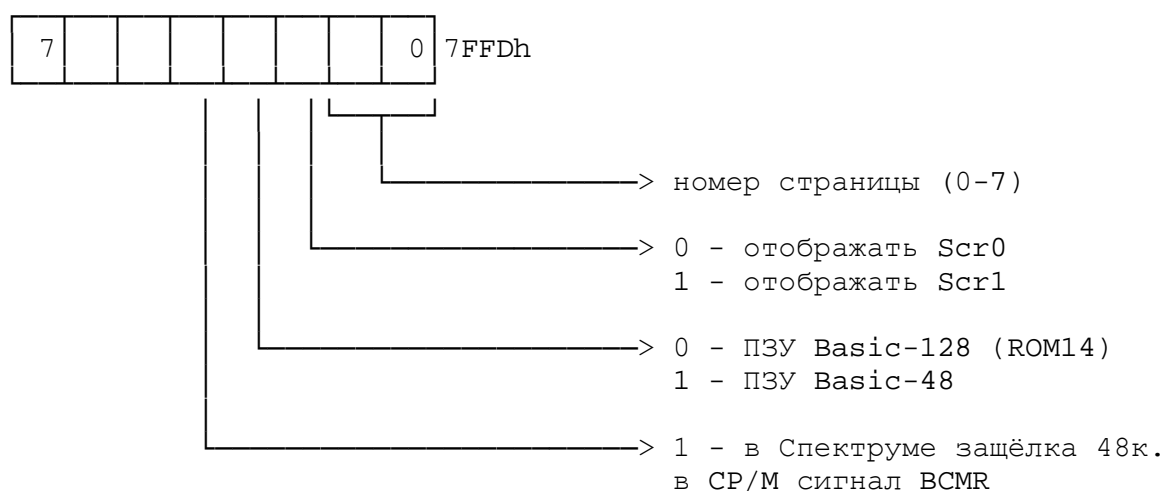 7 0 7FFDh
номер страницы (0-7)
0 - отображать Scr0
1 - отображать Scr1
0 - ПЗУ Basic-128 (ROM14)
1 - ПЗУ Basic-48
1 - в Спектруме защёлка 48к.
в CP/M сигнал BCMR